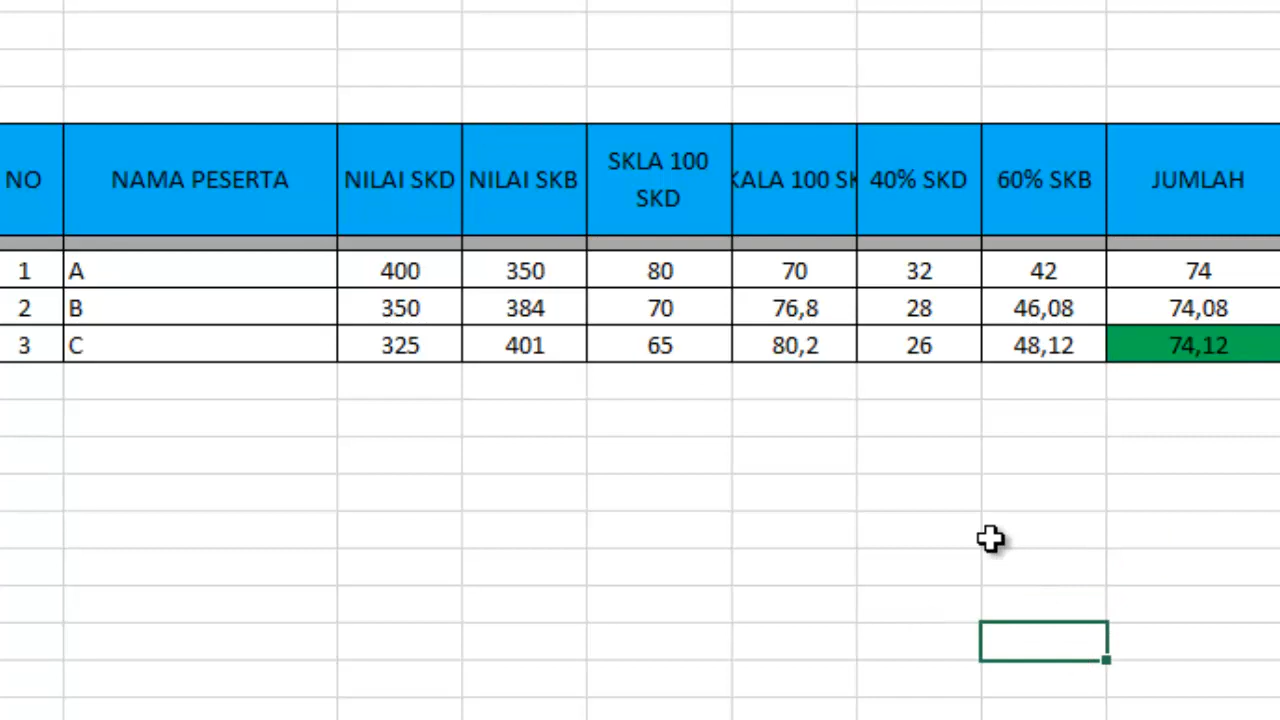 NO NAMA PESERTA NILAI SKD NILAI SKB SKLA 100 SKD KALA 100 SK 40% SKD 60% SKB JUMLAH
1 A 400 350 80 70 32 42 74
2 B 350 384 70 76,8 28 46,08 74,08
3 C 325 401 65 80,2 26 48,12 74,12